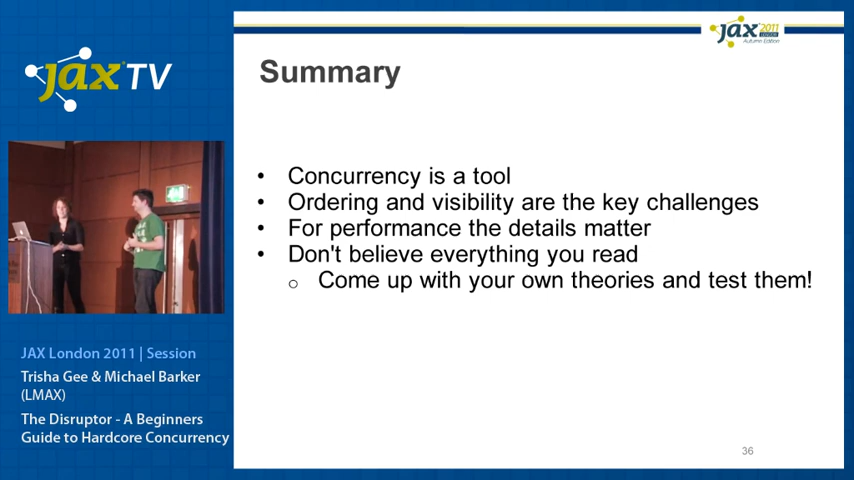 JAX TV
JAX London 2011 | Session
Trisha Gee & Michael Barker
(LMAX)
The Disruptor - A Beginners
Guide to Hardcore Concurrency
JAX 2011
LONDON
Autumn Edition
Summary
• Concurrency is a tool
• Ordering and visibility are the key challenges
• For performance the details matter
• Don't believe everything you read
o Come up with your own theories and test them!
36